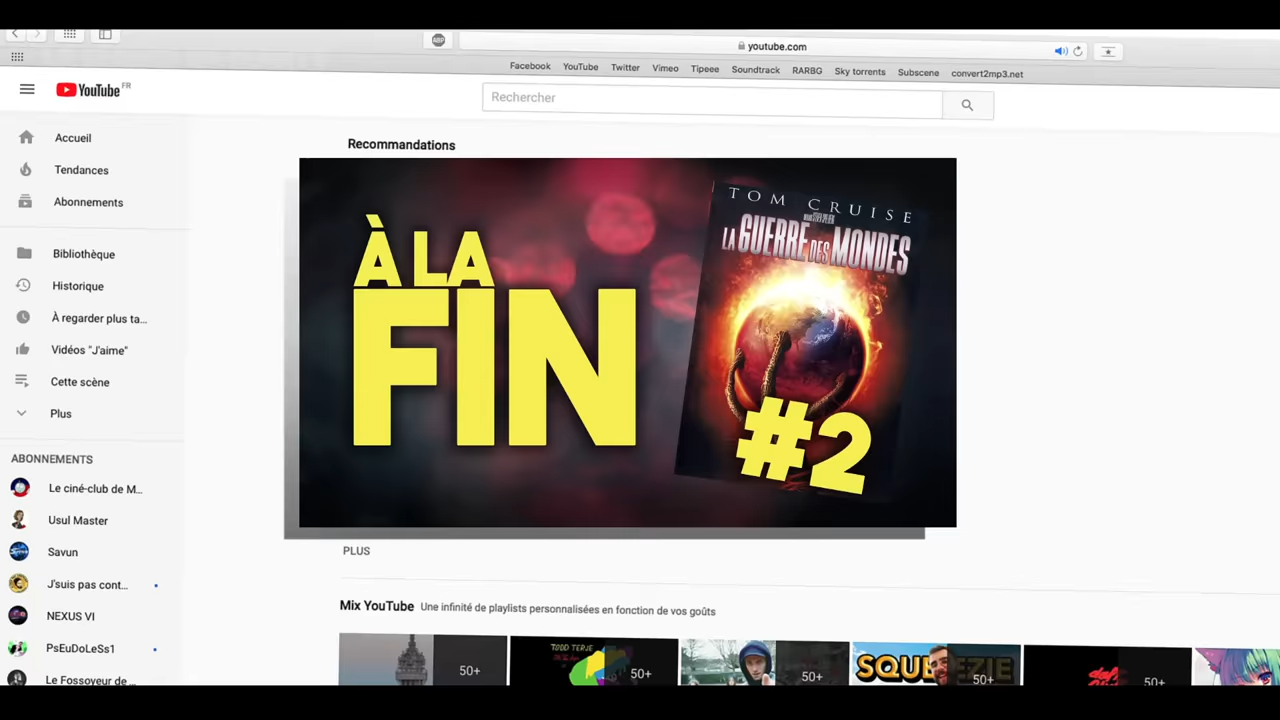 ABP
youtube.com
Facebook YouTube Twitter Vimeo Tipeee Soundtrack RARBG Sky torrents Subscene convert2mp3.net
YouTube FR
Rechercher
Accueil
Tendances
Abonnements
Bibliothèque
Historique
À regarder plus ta...
Vidéos "J'aime"
Cette scène
Plus
ABONNEMENTS
Le ciné-club de M...
Usul Master
Savun
J'suis pas cont...
NEXUS VI
PsEuDoLeSs1
Le Fossoyeur de ...
Recommandations
À LA
FIN
TOM CRUISE
LA GUERRE DES MONDES
#2
PLUS
Mix YouTube Une infinité de playlists personnalisées en fonction de vos goûts
50+
TODD TERJE
50+
50+
SQUEEZIE
50+
50+